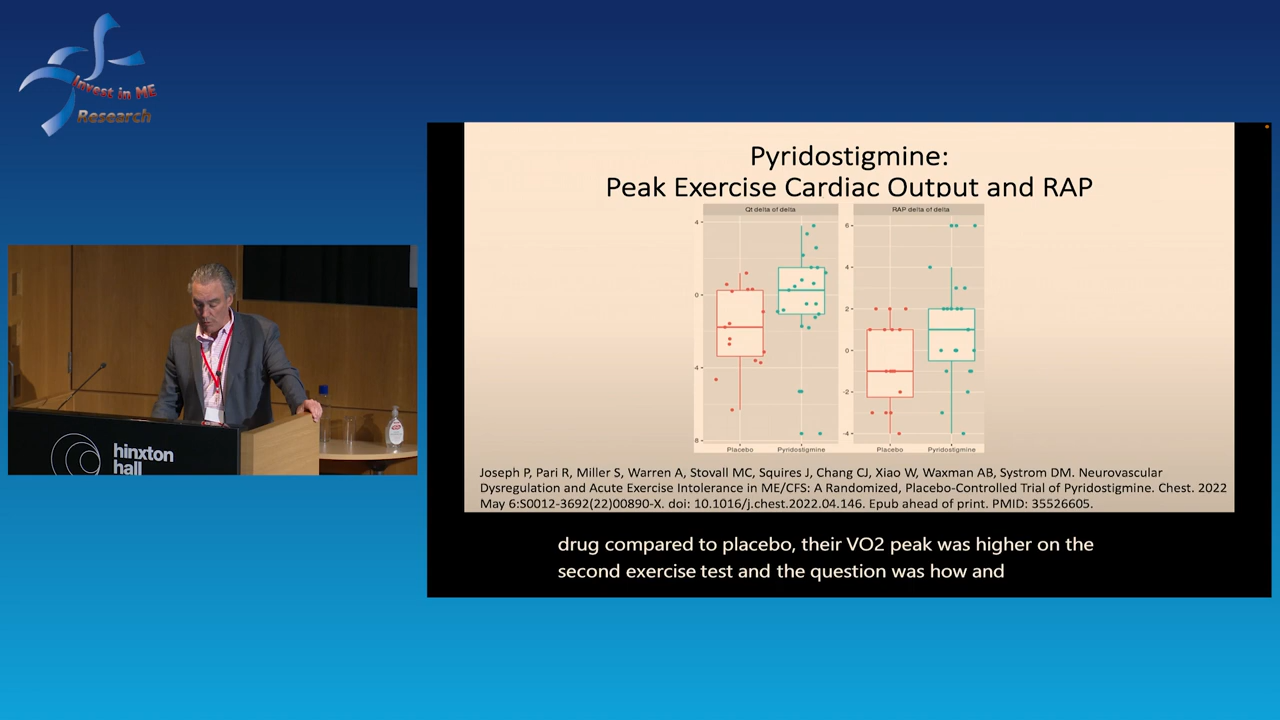 Invest in ME
Research
Pyridostigmine:
Peak Exercise Cardiac Output and RAP
Qt delta of delta
RAP delta of delta
4
0
4
8
6
4
2
0
-2
-4
Placebo
Pyridostigmine
Placebo
Pyridostigmine
Joseph P, Pari R, Miller S, Warren A, Stovall MC, Squires J, Chang CJ, Xiao W, Waxman AB, Systrom DM. Neurovascular
Dysregulation and Acute Exercise Intolerance in ME/CFS: A Randomized, Placebo-Controlled Trial of Pyridostigmine. Chest. 2022
May 6:S0012-3692(22)00890-X. doi: 10.1016/j.chest.2022.04.146. Epub ahead of print. PMID: 35526605.
hinxton
hall
drug compared to placebo, their VO2 peak was higher on the
second exercise test and the question was how and